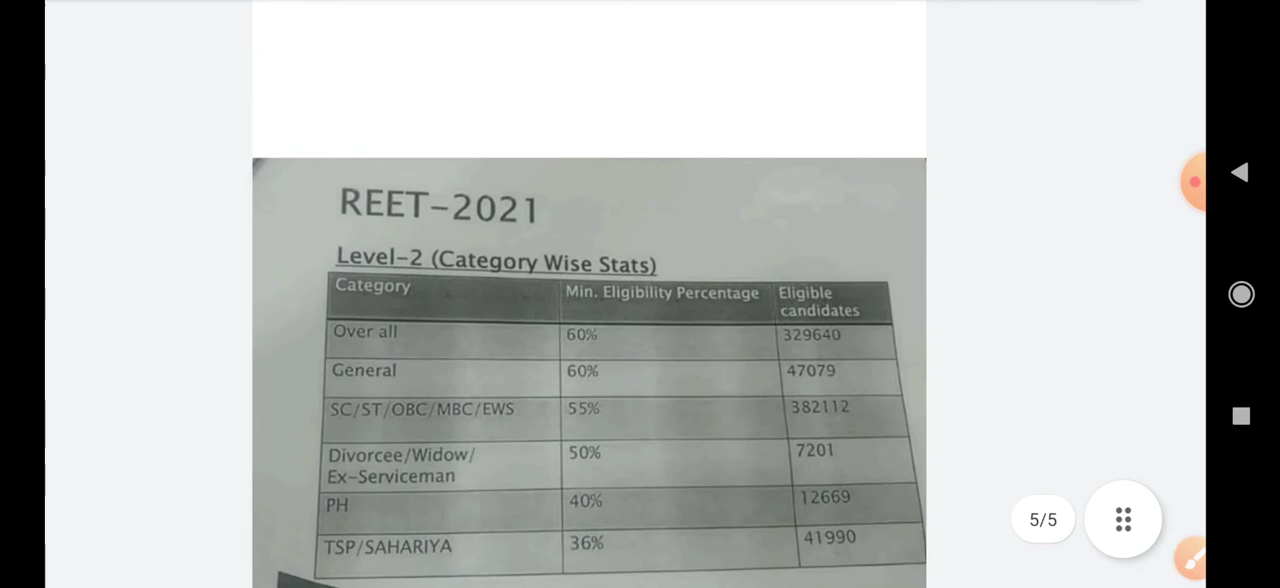 REET-2021
Level-2 (Category Wise Stats)
Category Min. Eligibility Percentage Eligible candidates
Over all 60% 329640
General 60% 47079
SC/ST/OBC/MBC/EWS 55% 382112
Divorcee/Widow/ 50% 7201
Ex-Serviceman
PH 40% 12669
TSP/SAHARIYA 36% 41990
5/5